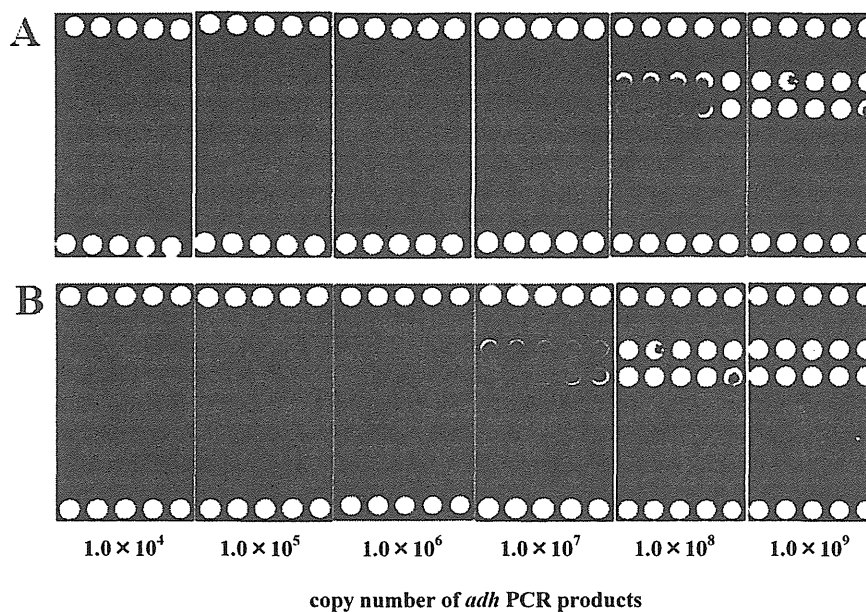 A
B
1.0 × 10⁴ 1.0 × 10⁵ 1.0 × 10⁶ 1.0 × 10⁷ 1.0 × 10⁸ 1.0 × 10⁹
copy number of adh PCR products